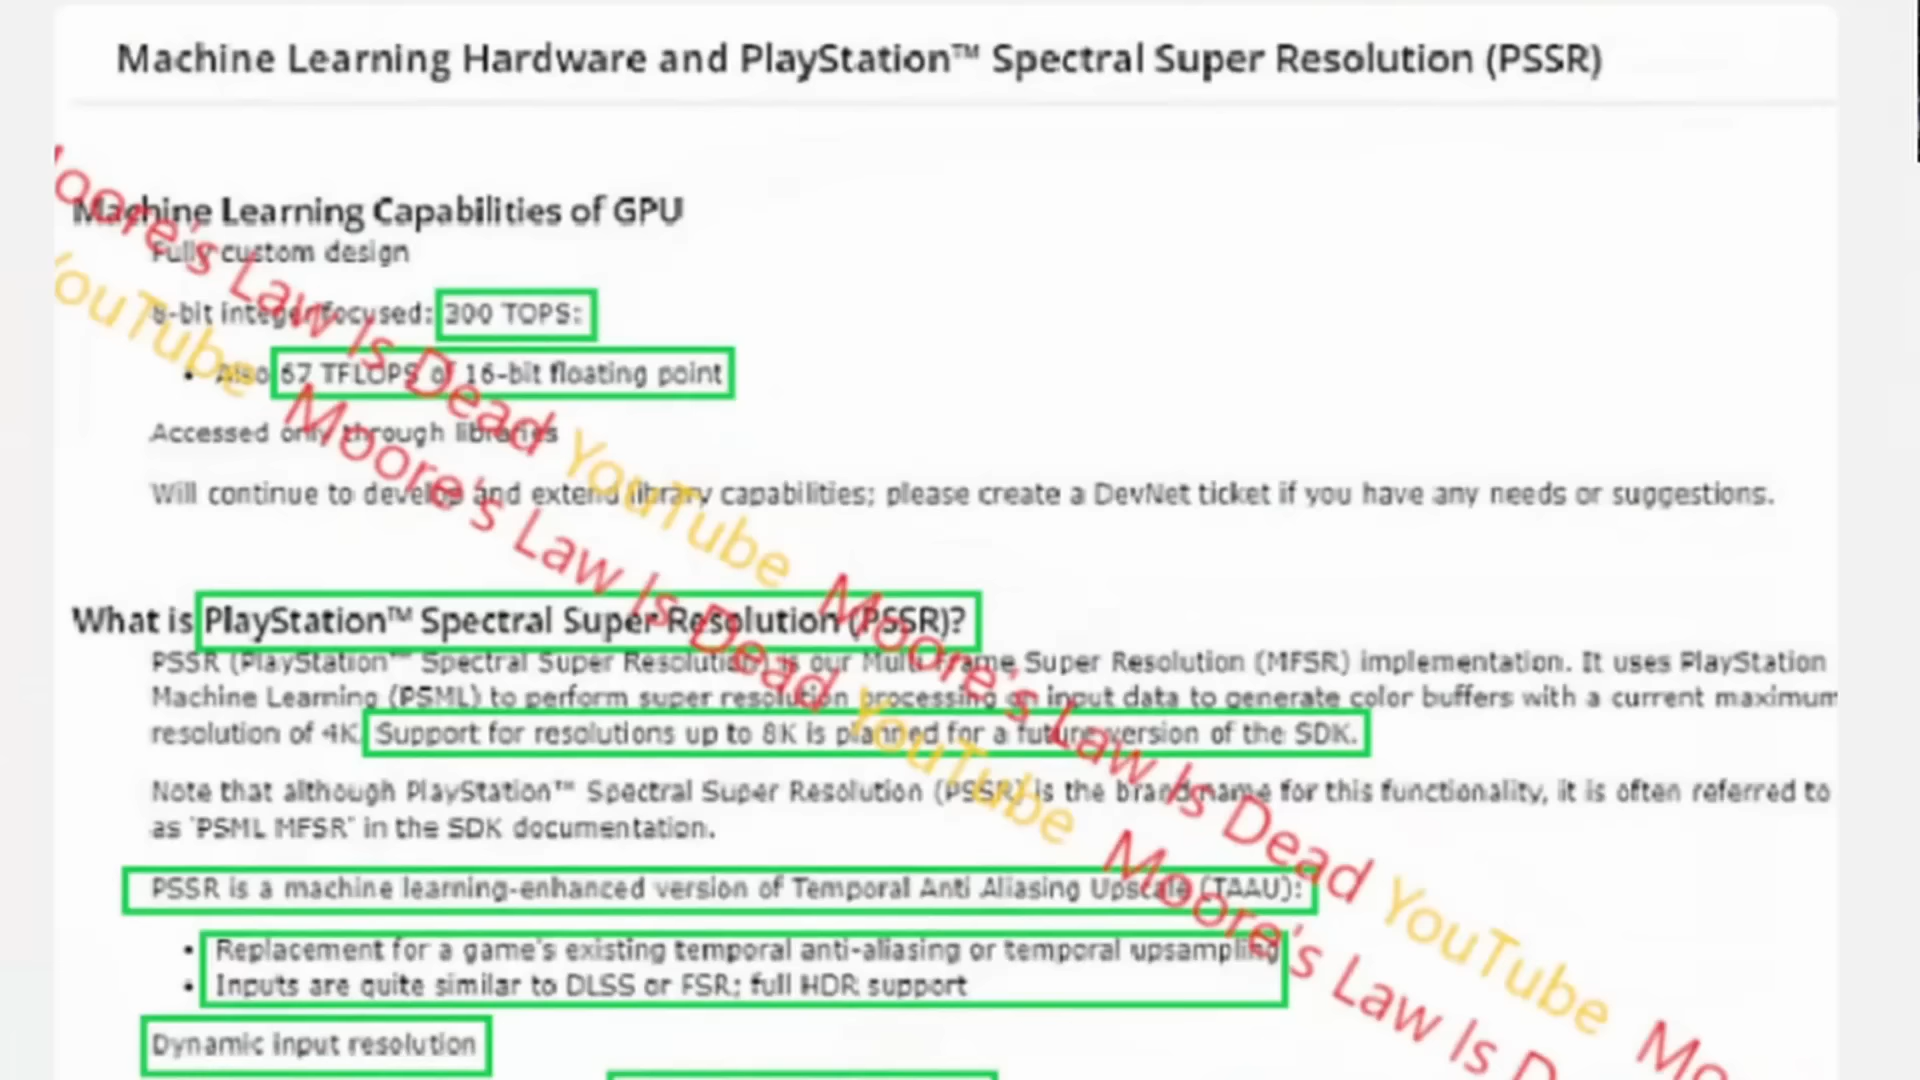 Machine Learning Hardware and PlayStation™ Spectral Super Resolution (PSSR)
Machine Learning Capabilities of GPU
Fully custom design
8-bit integer focused: 300 TOPS:
• Also 67 TFLOPS of 16-bit floating point
Accessed only through libraries
Will continue to develop and extend library capabilities; please create a DevNet ticket if you have any needs or suggestions.
What is PlayStation™ Spectral Super Resolution (PSSR)?
PSSR (PlayStation™ Spectral Super Resolution) is our Multi Frame Super Resolution (MFSR) implementation. It uses PlayStation
Machine Learning (PSML) to perform super resolution processing on input data to generate color buffers with a current maximum
resolution of 4K. Support for resolutions up to 8K is planned for a future version of the SDK.
Note that although PlayStation™ Spectral Super Resolution (PSSR) is the brand name for this functionality, it is often referred to
as "PSML MFSR" in the SDK documentation.
PSSR is a machine learning-enhanced version of Temporal Anti Aliasing Upscale (TAAU):
• Replacement for a game's existing temporal anti-aliasing or temporal upsampling
• Inputs are quite similar to DLSS or FSR; full HDR support
Dynamic input resolution
oore's Law Is Dead YouTube Moore's Law Is Dead YouTube Mo
YouTube Moore's Law Is Dead YouTube Moore's Law Is D